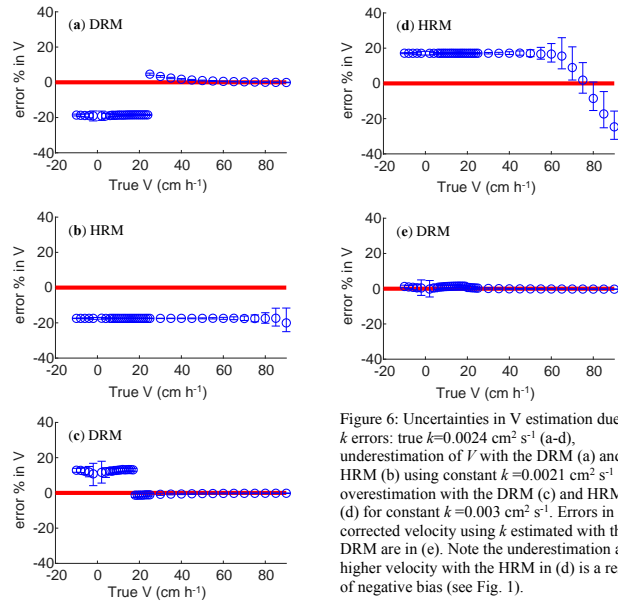 (a) DRM
40
20
0
-20
-40
-20 0 20 40 60 80
error % in V
True V (cm h⁻¹)
(b) HRM
40
20
0
-20
-40
-20 0 20 40 60 80
error % in V
True V (cm h⁻¹)
(c) DRM
40
20
0
-20
-40
-20 0 20 40 60 80
error % in V
True V (cm h⁻¹)
(d) HRM
40
20
0
-20
-40
-20 0 20 40 60 80
error % in V
True V (cm h⁻¹)
(e) DRM
40
20
0
-20
-40
-20 0 20 40 60 80
error % in V
True V (cm h⁻¹)
Figure 6: Uncertainties in V estimation due
k errors: true k=0.0024 cm² s⁻¹ (a-d),
underestimation of V with the DRM (a) and
HRM (b) using constant k =0.0021 cm² s⁻¹
overestimation with the DRM (c) and HRM
(d) for constant k =0.003 cm² s⁻¹. Errors in
corrected velocity using k estimated with th
DRM are in (e). Note the underestimation a
higher velocity with the HRM in (d) is a res
of negative bias (see Fig. 1).